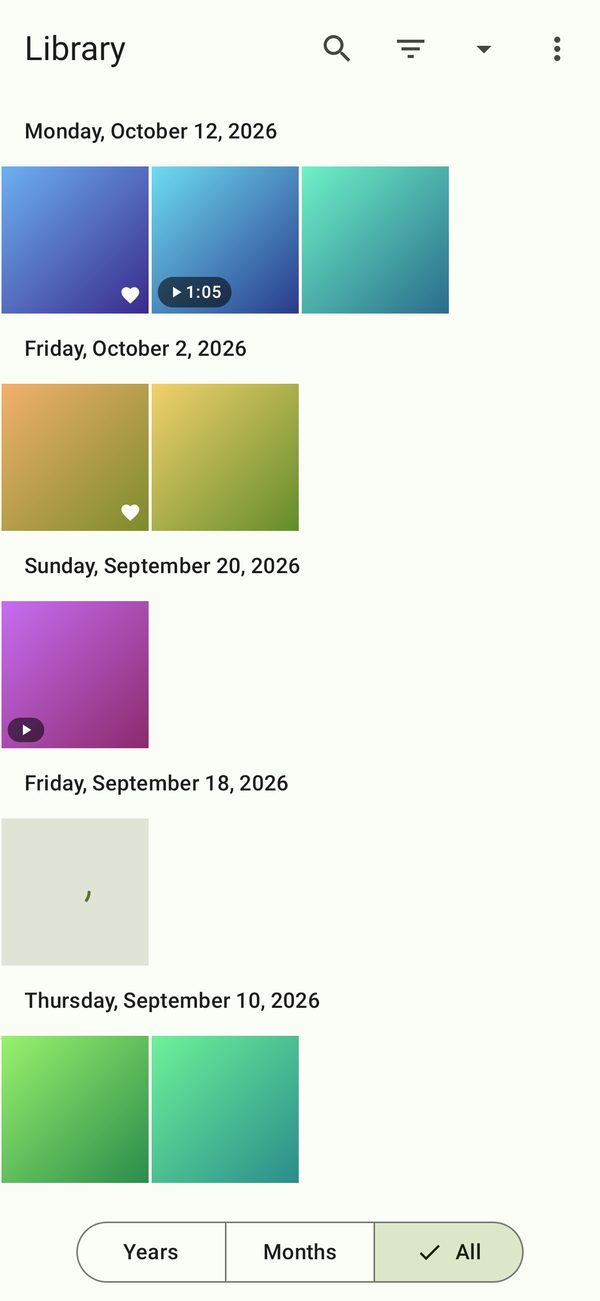 Library
Monday, October 12, 2026
1:05
Friday, October 2, 2026
Sunday, September 20, 2026
Friday, September 18, 2026
Thursday, September 10, 2026
Years Months All